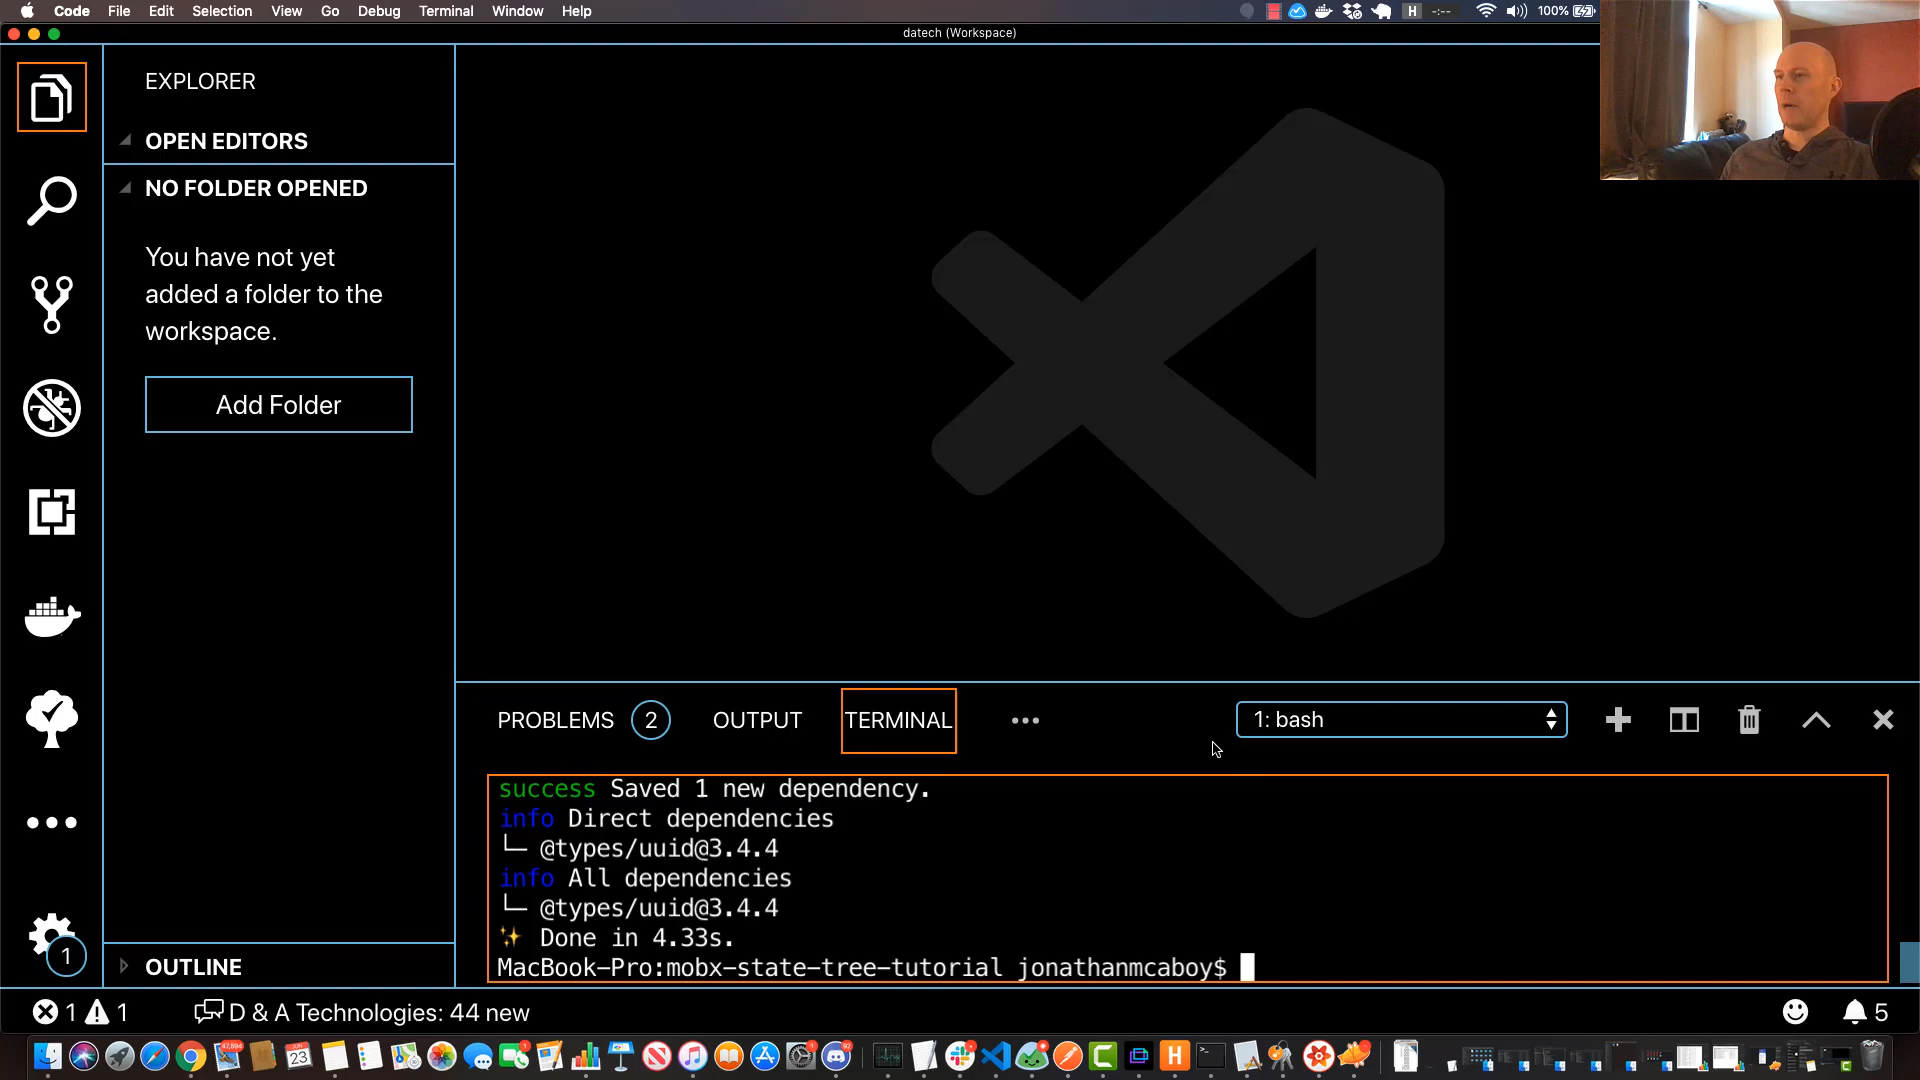 Code File Edit Selection View Go Debug Terminal Window Help
H -:-- 100%
datech (Workspace)
EXPLORER
OPEN EDITORS
NO FOLDER OPENED
You have not yet
added a folder to the
workspace.
Add Folder
OUTLINE
PROBLEMS 2 OUTPUT TERMINAL 1: bash
success Saved 1 new dependency.
info Direct dependencies
└─ @types/uuid@3.4.4
info All dependencies
└─ @types/uuid@3.4.4
✨ Done in 4.33s.
MacBook-Pro:mobx-state-tree-tutorial jonathanmcaboy$
1
1 1 D & A Technologies: 44 new 5
23